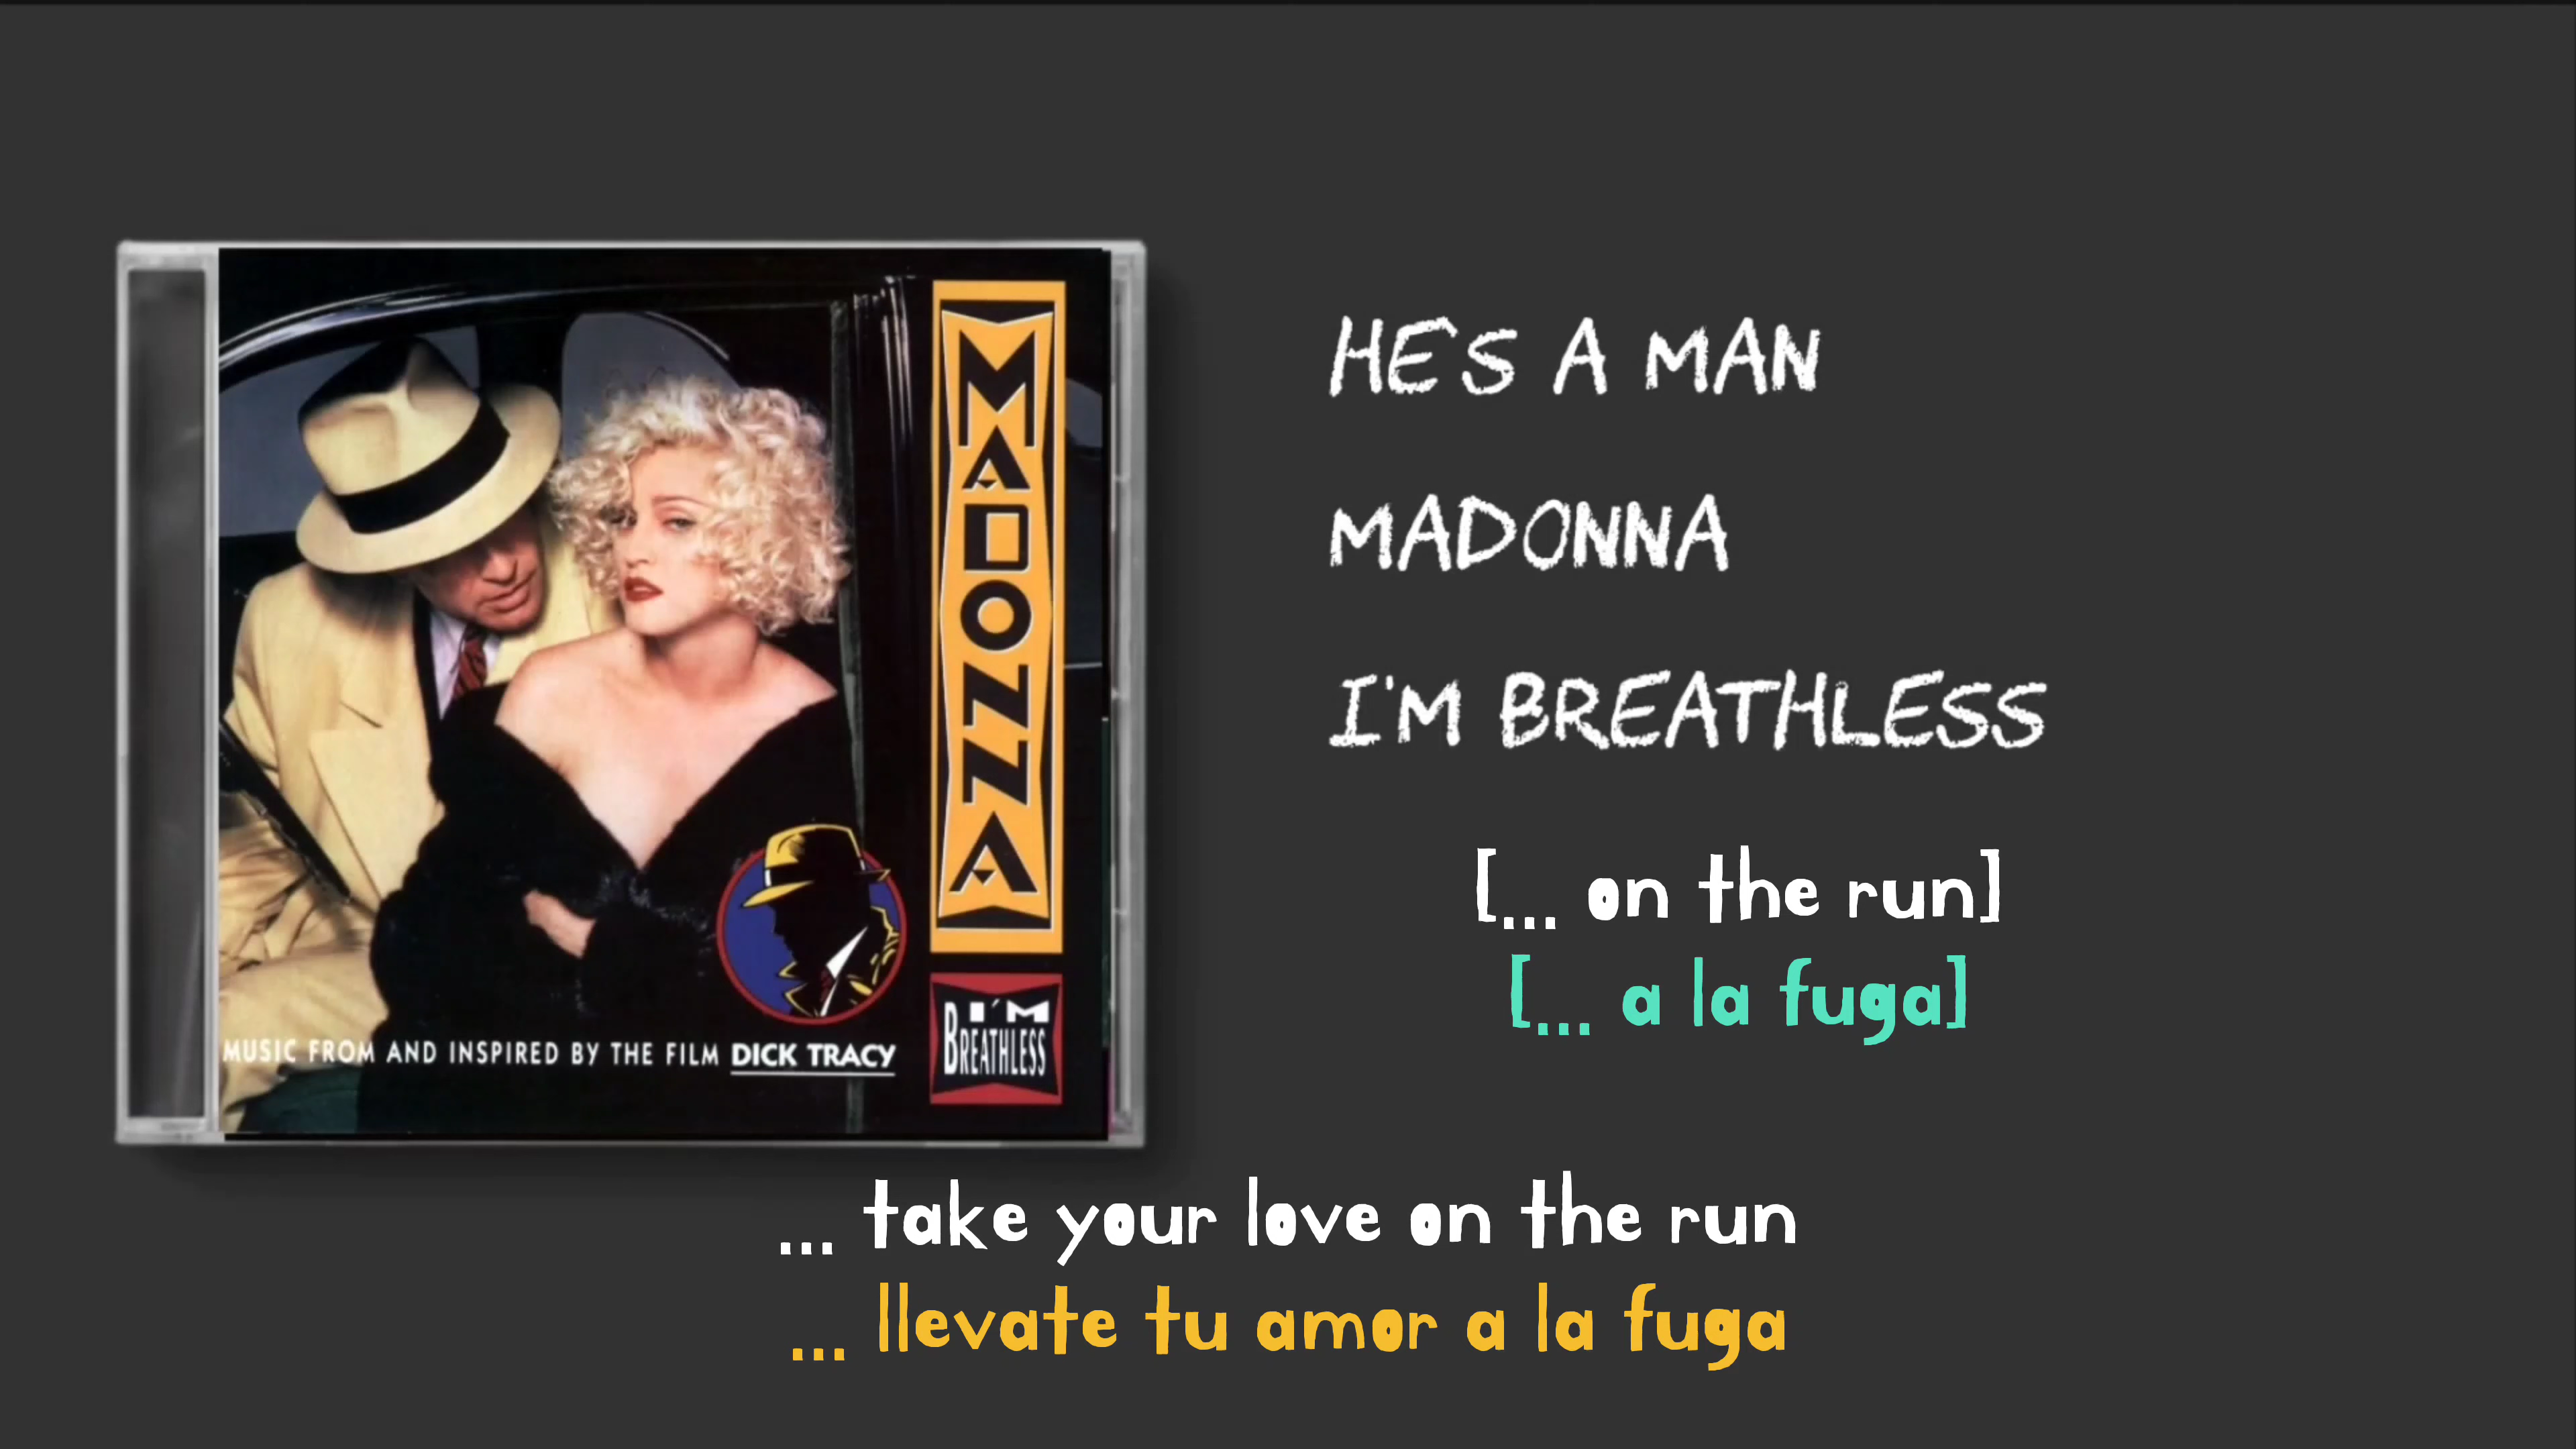 MADONNA
I'M
BREATHLESS
MUSIC FROM AND INSPIRED BY THE FILM DICK TRACY
HE'S A MAN
MADONNA
I'M BREATHLESS
[... on the run]
[... a la fuga]
... take your love on the run
... llevate tu amor a la fuga